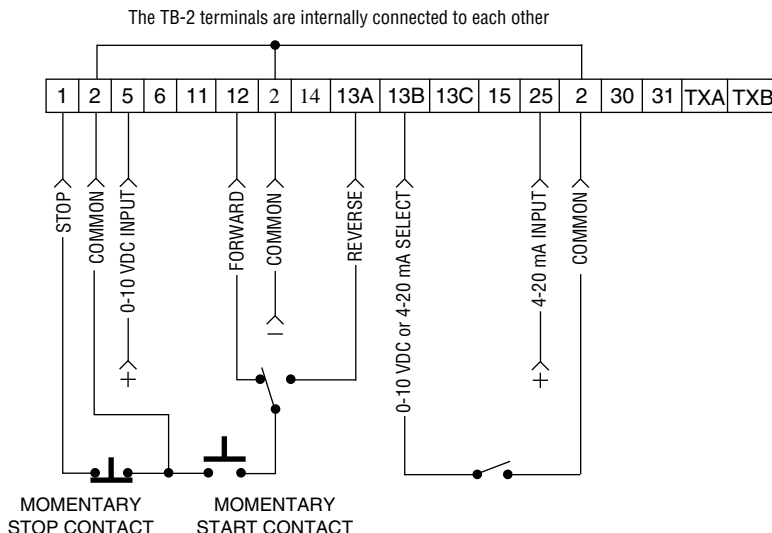 The TB-2 terminals are internally connected to each other
1 2 5 6 11 12 2 14 13A 13B 13C 15 25 2 30 31 TXA TXB
STOP
COMMON
0-10 VDC INPUT
+
FORWARD
COMMON
−
REVERSE
0-10 VDC or 4-20 mA SELECT
4-20 mA INPUT
+
COMMON
MOMENTARY
STOP CONTACT
MOMENTARY
START CONTACT